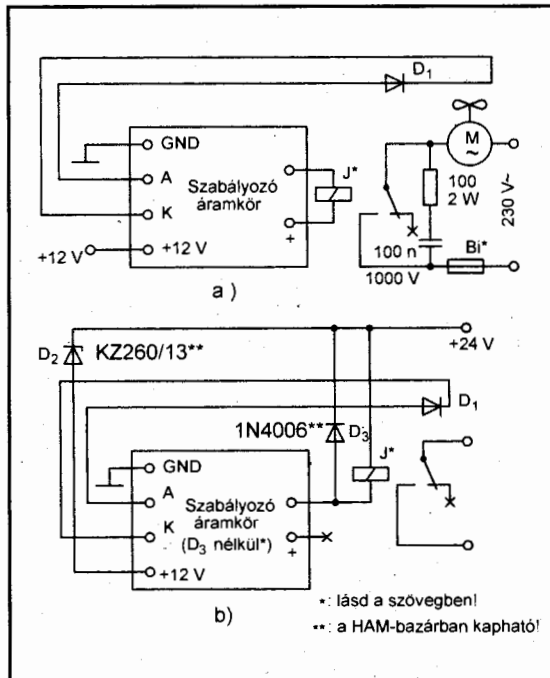 D₁
GND
A
K
+12 V
+12 V
Szabályozó
áramkör
J*
+
M
~
100
2 W
100 n
1000 V
Bi*
230 V~
a )
D₂
KZ260/13**
+24 V
D₁
1N4006**
D₃
J*
GND
A
K
+12 V
Szabályozó
áramkör
(D₃ nélkül*)
+
b)
*: lásd a szövegben!
**: a HAM-bazárban kapható!